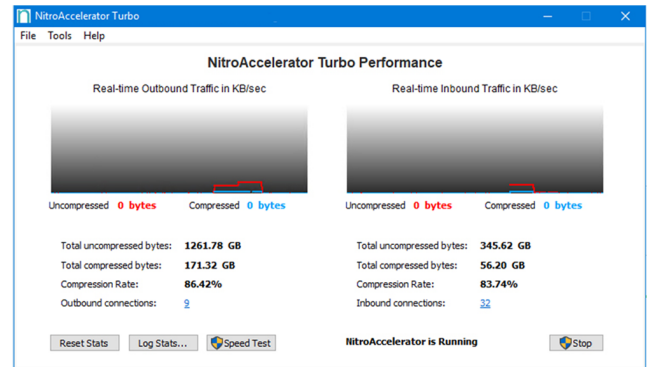 NitroAccelerator Turbo
File Tools Help
NitroAccelerator Turbo Performance
Real-time Outbound Traffic in KB/sec
Real-time Inbound Traffic in KB/sec
Uncompressed 0 bytes Compressed 0 bytes
Uncompressed 0 bytes Compressed 0 bytes
Total uncompressed bytes: 1261.78 GB
Total compressed bytes: 171.32 GB
Compression Rate: 86.42%
Outbound connections: 9
Total uncompressed bytes: 345.62 GB
Total compressed bytes: 56.20 GB
Compression Rate: 83.74%
Inbound connections: 32
Reset Stats Log Stats... Speed Test
NitroAccelerator is Running Stop